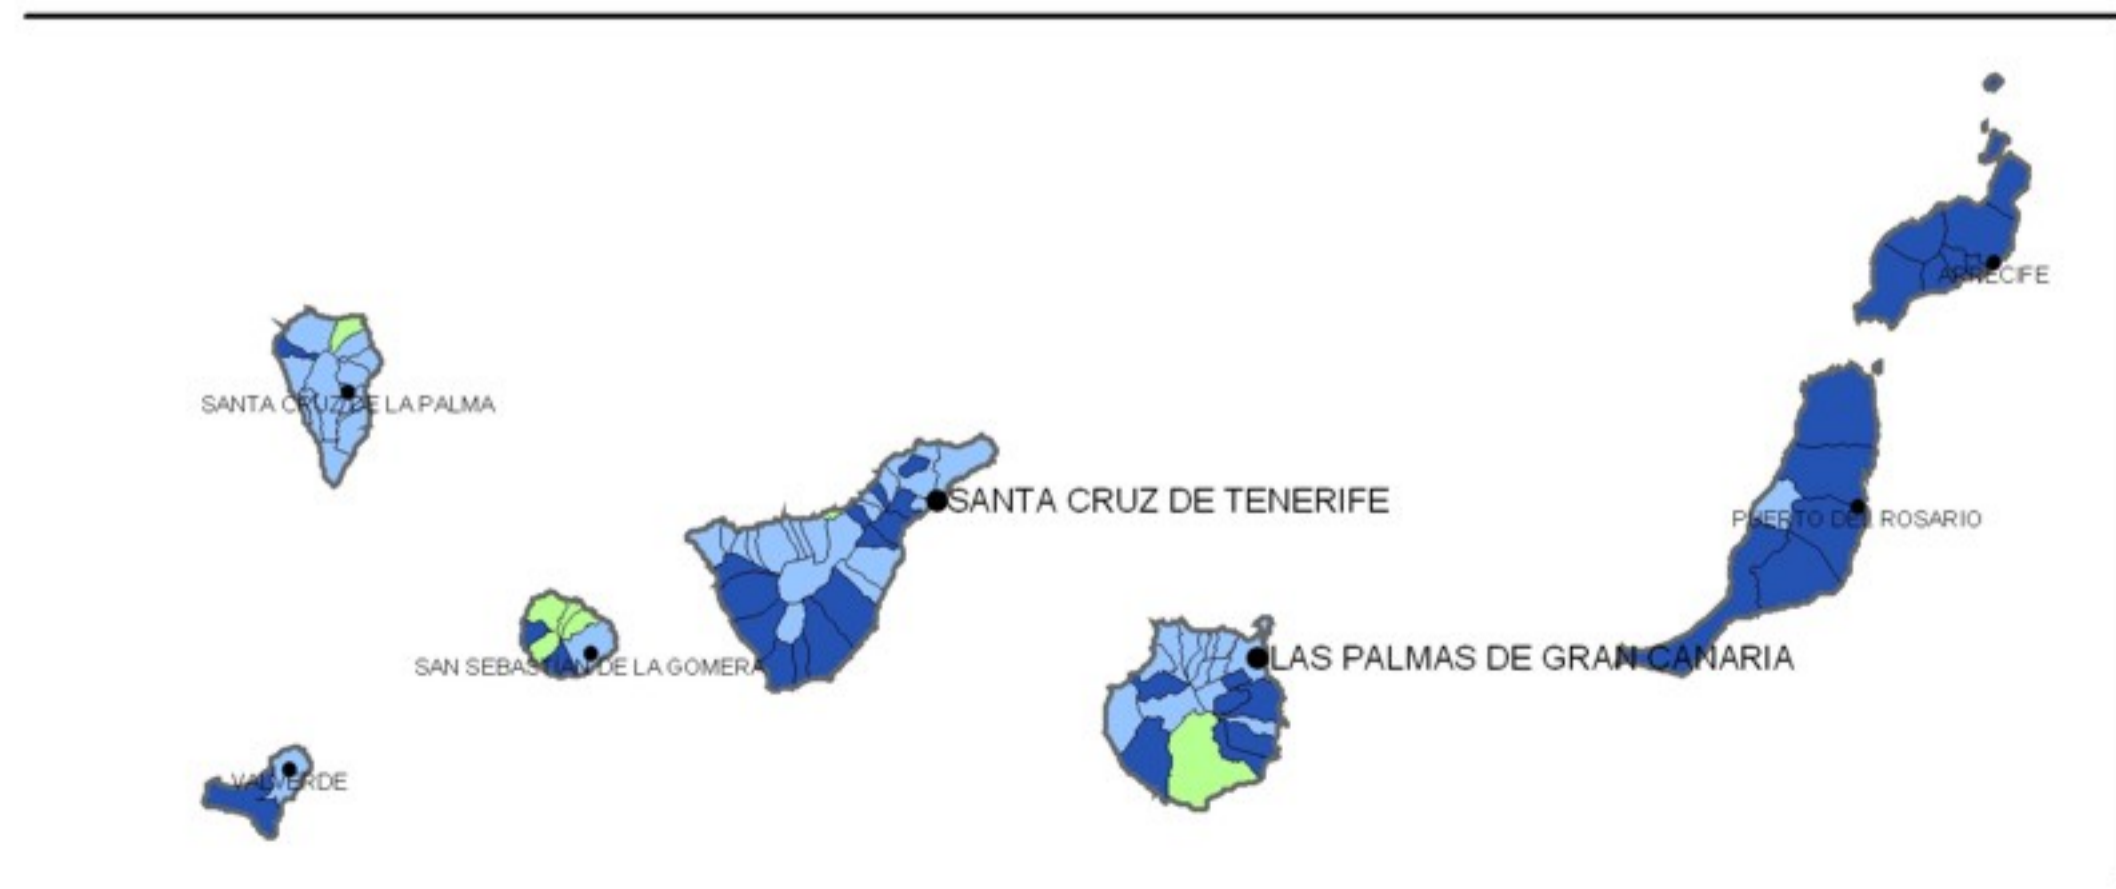 ARRECIFE
SANTA CRUZ DE LA PALMA
SANTA CRUZ DE TENERIFE
PUERTO DEL ROSARIO
SAN SEBASTIAN DE LA GOMERA
LAS PALMAS DE GRAN CANARIA
VALVERDE